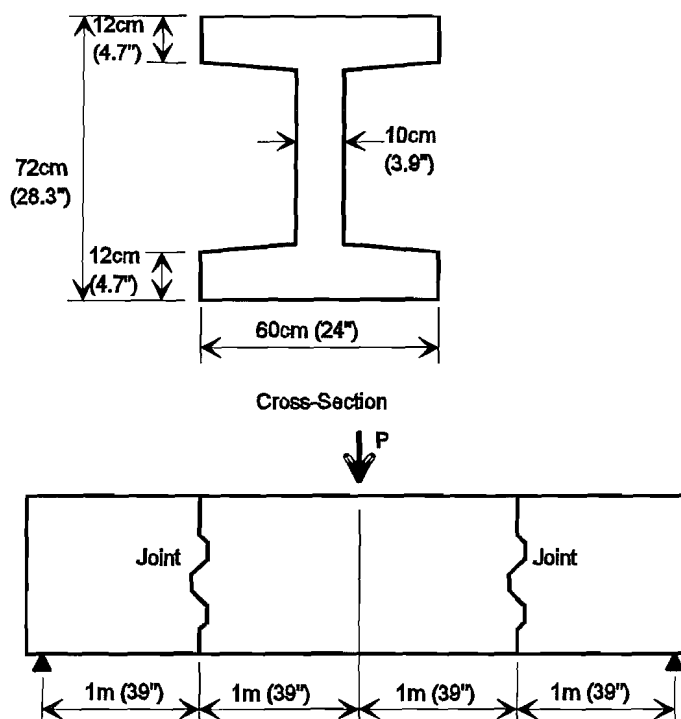 12cm
(4.7")
10cm
(3.9")
72cm
(28.3")
12cm
(4.7")
60cm (24")
Cross-Section
P
Joint
Joint
1m (39")
1m (39")
1m (39")
1m (39")